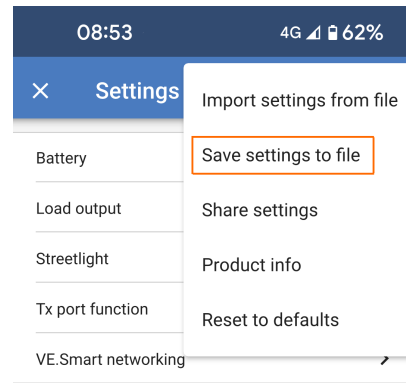 08:53 4G 62%
Settings
Import settings from file
Save settings to file
Share settings
Product info
Reset to defaults
Battery
Load output
Streetlight
Tx port function
VE.Smart networking